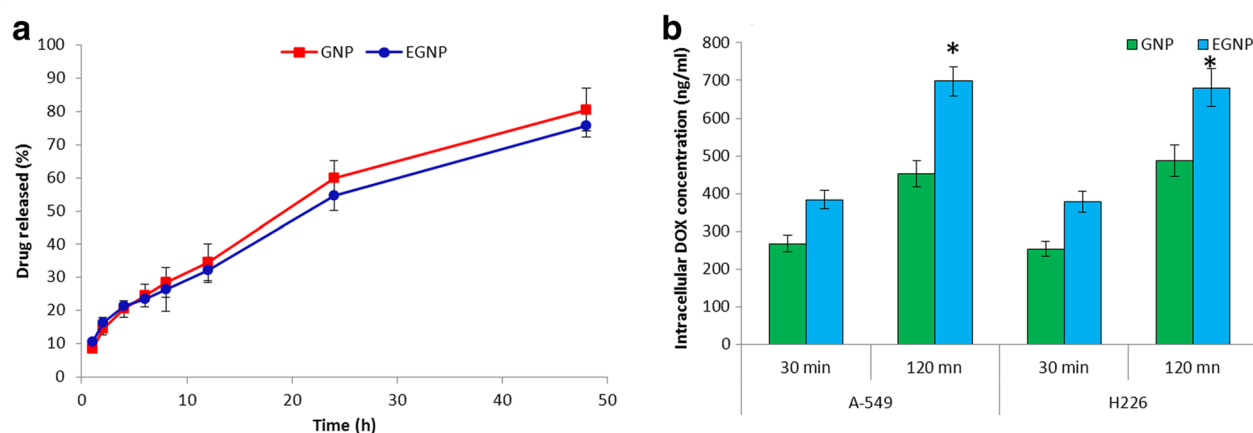 a
100
90
80
70
60
50
40
30
20
10
0
Drug released (%)
GNP EGNP
0 10 20 30 40 50
Time (h)
b
800
700
600
500
400
300
200
100
0
Intracellular DOX concentration (ng/ml)
GNP EGNP
*
*
30 min 120 mn 30 min 120 mn
A-549 H226